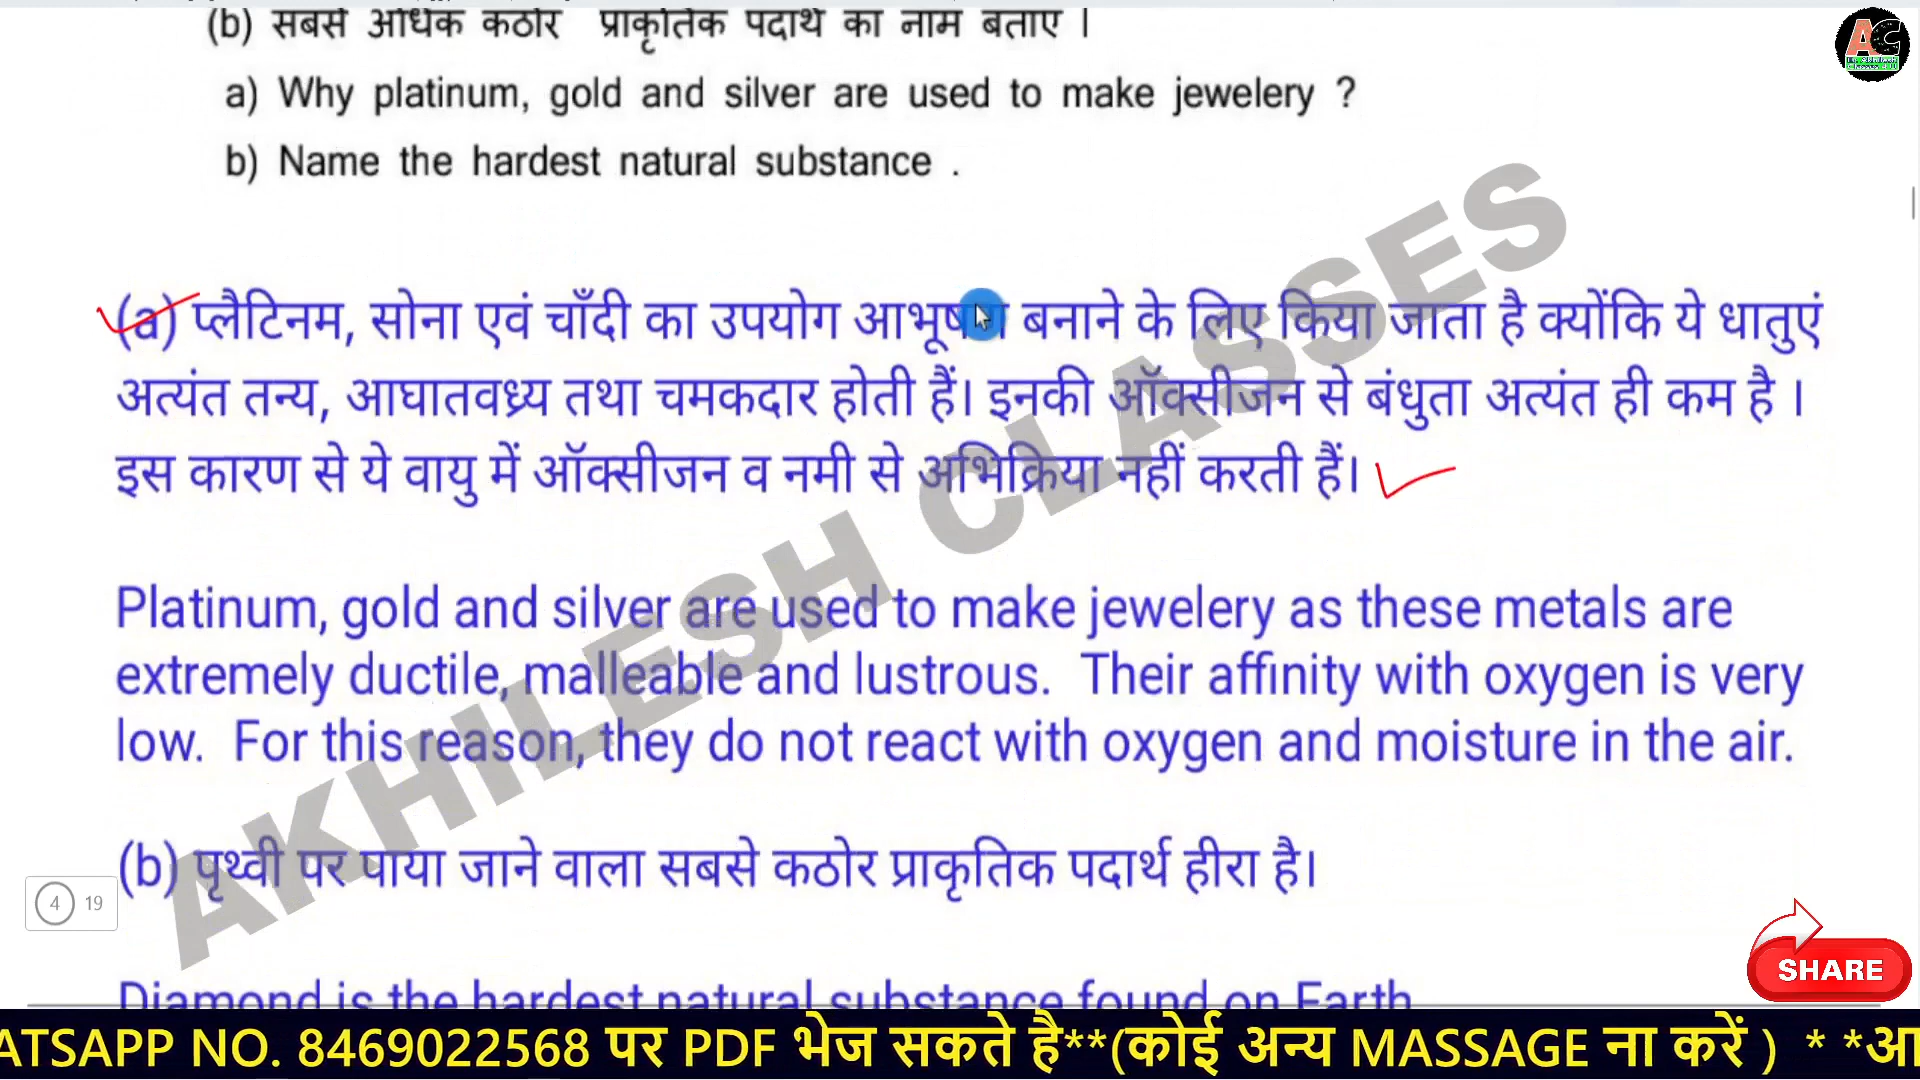 (b) सबसे अधिक कठोर प्राकृतिक पदार्थ का नाम बताए ।
a) Why platinum, gold and silver are used to make jewelery ?
b) Name the hardest natural substance .
(a) प्लैटिनम, सोना एवं चाँदी का उपयोग आभूषण बनाने के लिए किया जाता है क्योंकि ये धातुएं
अत्यंत तन्य, आघातवध्र्य तथा चमकदार होती हैं। इनकी ऑक्सीजन से बंधुता अत्यंत ही कम है ।
इस कारण से ये वायु में ऑक्सीजन व नमी से अभिक्रिया नहीं करती हैं।
Platinum, gold and silver are used to make jewelery as these metals are
extremely ductile, malleable and lustrous. Their affinity with oxygen is very
low. For this reason, they do not react with oxygen and moisture in the air.
(b) पृथ्वी पर पाया जाने वाला सबसे कठोर प्राकृतिक पदार्थ हीरा है।
Diamond is the hardest natural substance found on Earth
AKHILESH CLASSES
4 19
AC
SHARE
ATSAPP NO. 8469022568 पर PDF भेज सकते है**(कोई अन्य MASSAGE ना करें ) * *आ